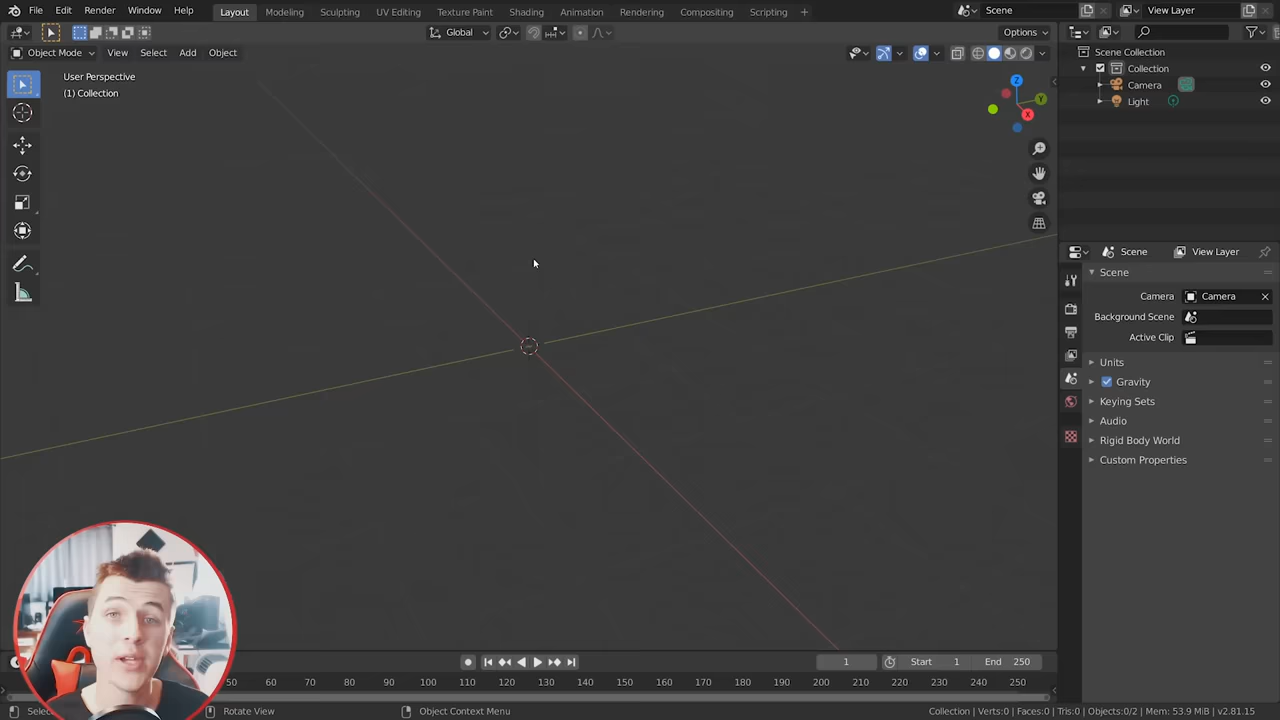 File Edit Render Window Help
Layout Modeling Sculpting UV Editing Texture Paint Shading Animation Rendering Compositing Scripting +
Scene
View Layer
Global
Options
Object Mode View Select Add Object
User Perspective
(1) Collection
Z
Y
X
Scene Collection
Collection
Camera
Light
Scene View Layer
Scene
Camera Camera
Background Scene
Active Clip
Units
Gravity
Keying Sets
Audio
Rigid Body World
Custom Properties
1 Start 1 End 250
50 60 70 80 90 100 110 120 130 140 150 160 170 180 190 200 210 220 230 240 250
Selec Rotate View Object Context Menu
Collection | Verts:0 | Faces:0 | Tris:0 | Objects:0/2 | Mem: 53.9 MiB | v2.81.15